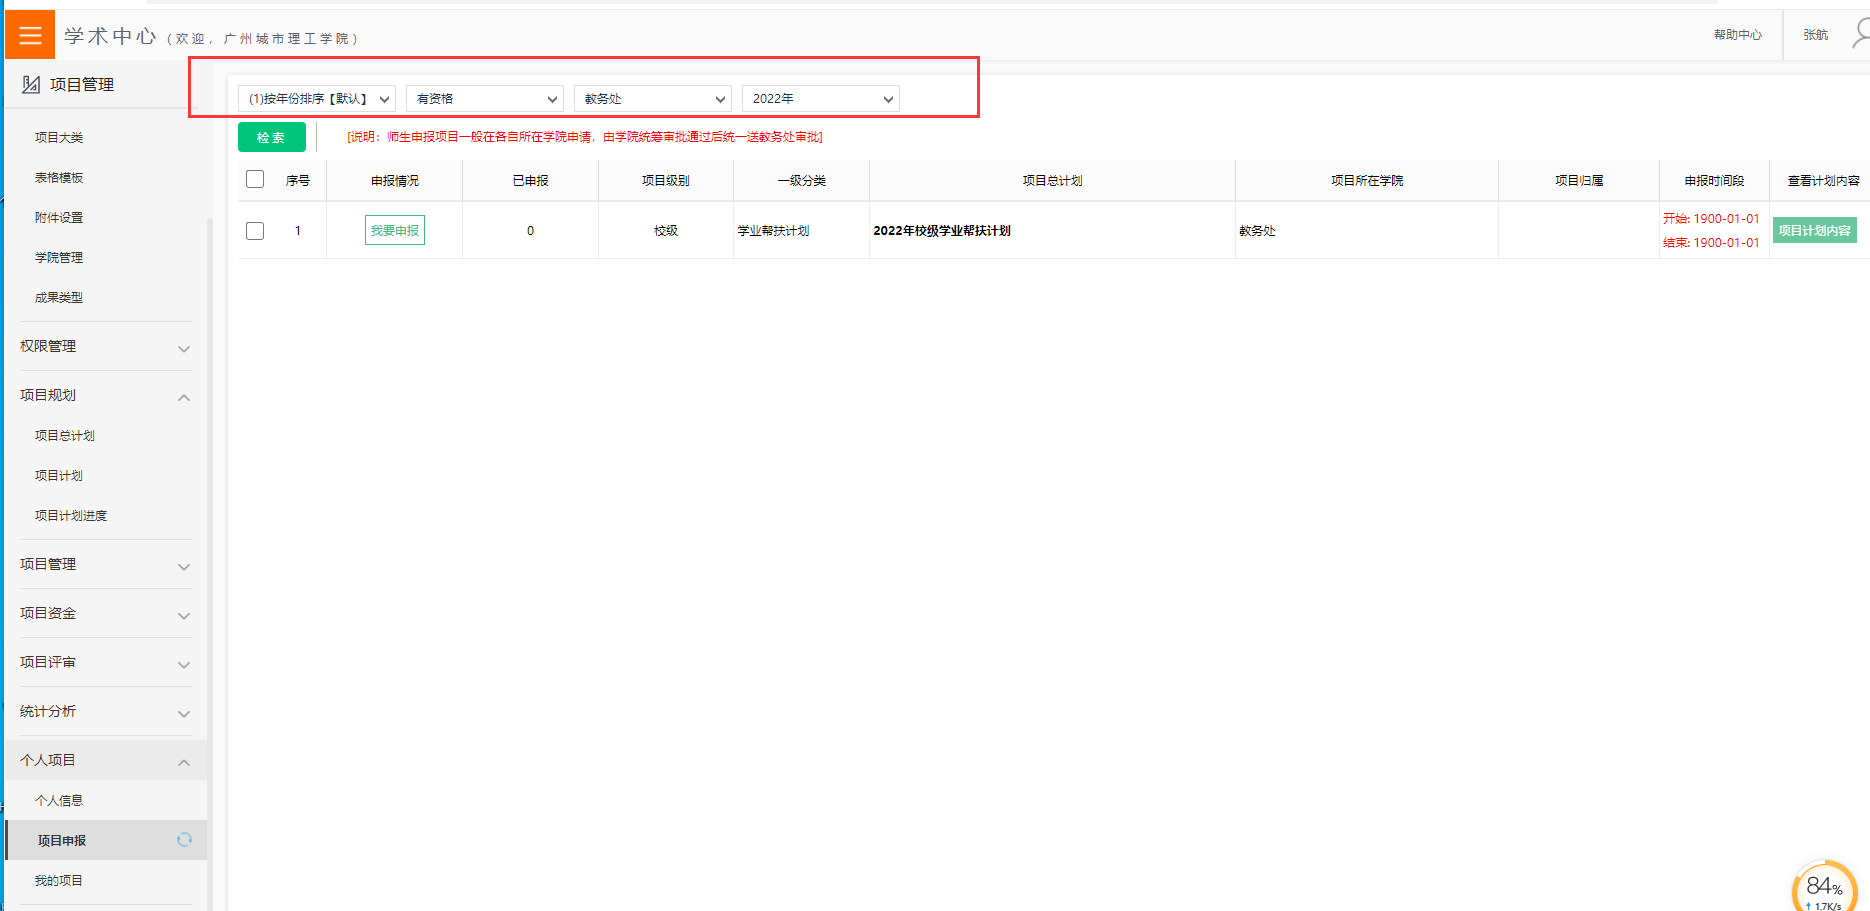 学术中心（欢迎，广州城市理工学院）
帮助中心
张航
项目管理
项目大类
表格模板
附件设置
学院管理
成果类型
权限管理
项目规划
项目总计划
项目计划
项目计划进度
项目管理
项目资金
项目评审
统计分析
个人项目
个人信息
项目申报
我的项目
(1)按年份排序【默认】 有资格 教务处 2022年
检索 [说明：师生申报项目一般在各自所在学院申请，由学院统筹审批通过后统一送教务处审批]
序号 申报情况 已申报 项目级别 一级分类 项目总计划 项目所在学院 项目归属 申报时间段 查看计划内容
1 我要申报 0 校级 学业帮扶计划 2022年校级学业帮扶计划 教务处 开始: 1900-01-01 项目计划内容
结束: 1900-01-01
84%
↑ 1.7K/s